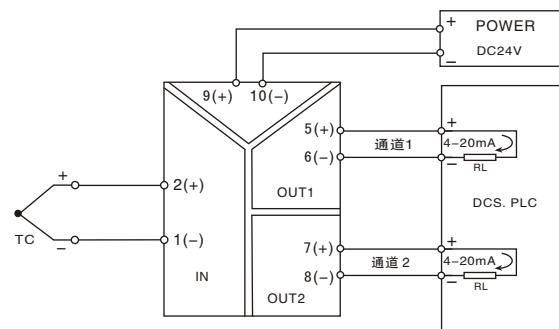 +
POWER
DC24V
−
9(+) 10(−)
5(+)
通道1
+
4-20mA
6(−)
−
RL
+
2(+)
OUT1
DCS. PLC
TC
−
1(−)
7(+)
通道 2
+
4-20mA
IN
8(−)
−
RL
OUT2